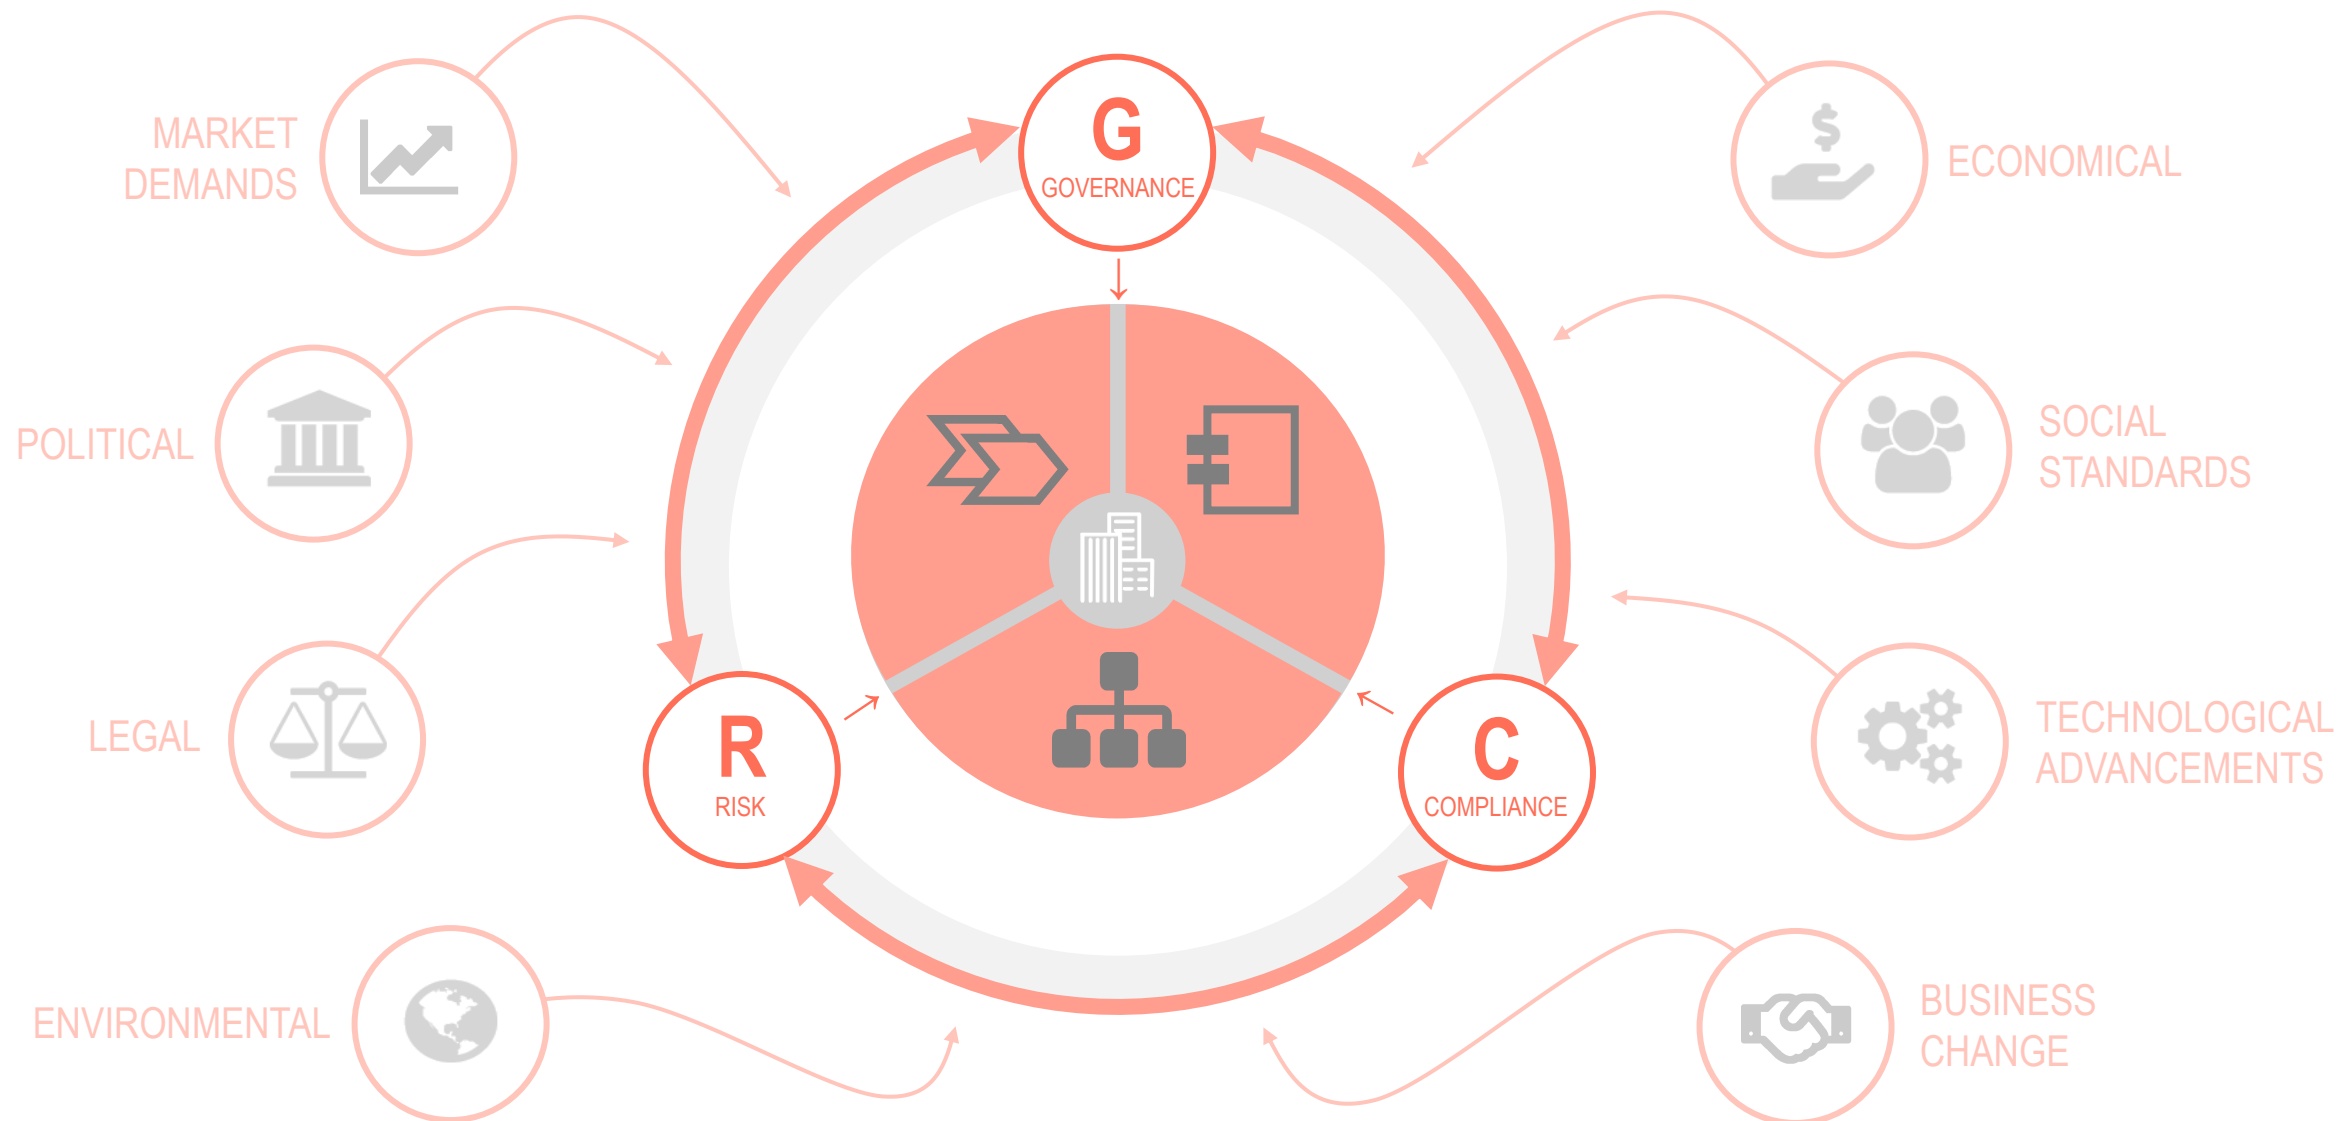 MARKET
DEMANDS
POLITICAL
LEGAL
ENVIRONMENTAL
G
GOVERNANCE
R
RISK
C
COMPLIANCE
ECONOMICAL
SOCIAL
STANDARDS
TECHNOLOGICAL
ADVANCEMENTS
BUSINESS
CHANGE